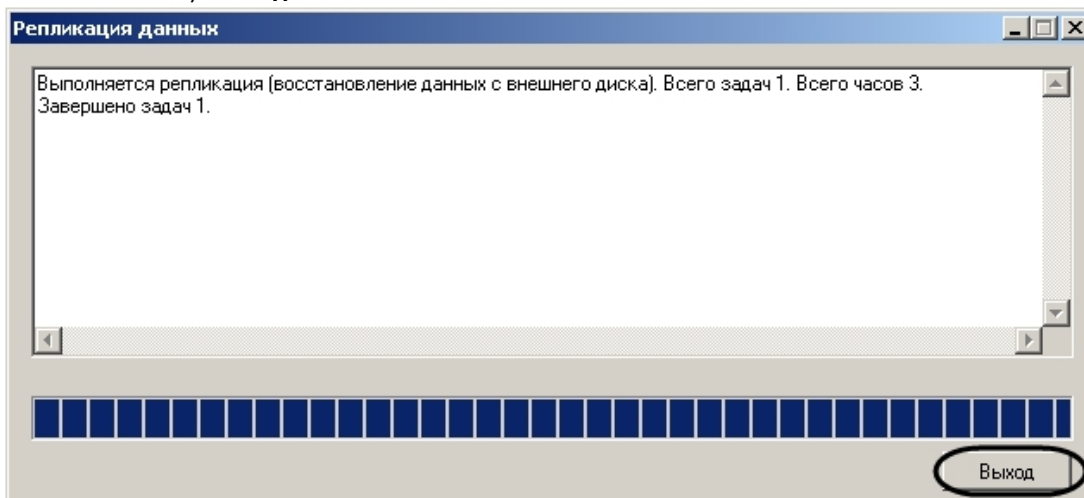 Репликация данных
Выполняется репликация (восстановление данных с внешнего диска). Всего задач 1. Всего часов 3.
Завершено задач 1.
Выход